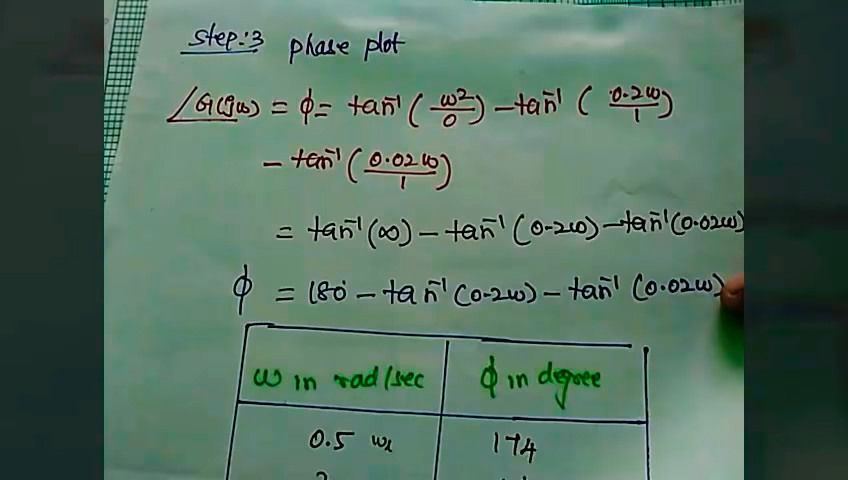 Step:3 phase plot
∠G(jω) = ϕ = tan⁻¹ (ω²/0) − tan⁻¹ (0.2ω/1)
− tan⁻¹ (0.02ω/1)
= tan⁻¹(∞) − tan⁻¹(0.2ω) − tan⁻¹(0.02ω)
ϕ = 180 − tan⁻¹(0.2ω) − tan⁻¹(0.02ω)
ω in rad/sec ϕ in degree
0.5 ω 174